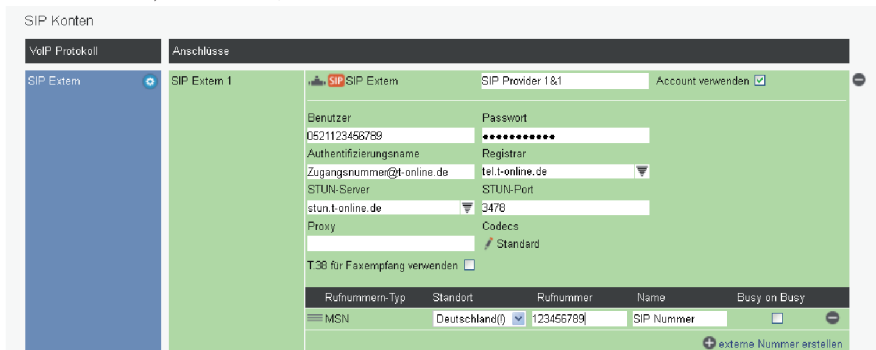 SIP Konten
VoIP Protokoll Anschlüsse
SIP Extern SIP Extern 1 SIP SIP Extern SIP Provider 1&1 Account verwenden
Benutzer Passwort
0521123456789 ●●●●●●●●●●●
Authentifizierungsname Registrar
Zugangsnummer@t-online.de tel.t-online.de
STUN-Server STUN-Port
stun.t-online.de 3478
Proxy Codecs
Standard
T.38 für Faxempfang verwenden
Rufnummern-Typ Standort Rufnummer Name Busy on Busy
MSN Deutschland(f) 123456789 SIP Nummer
externe Nummer erstellen